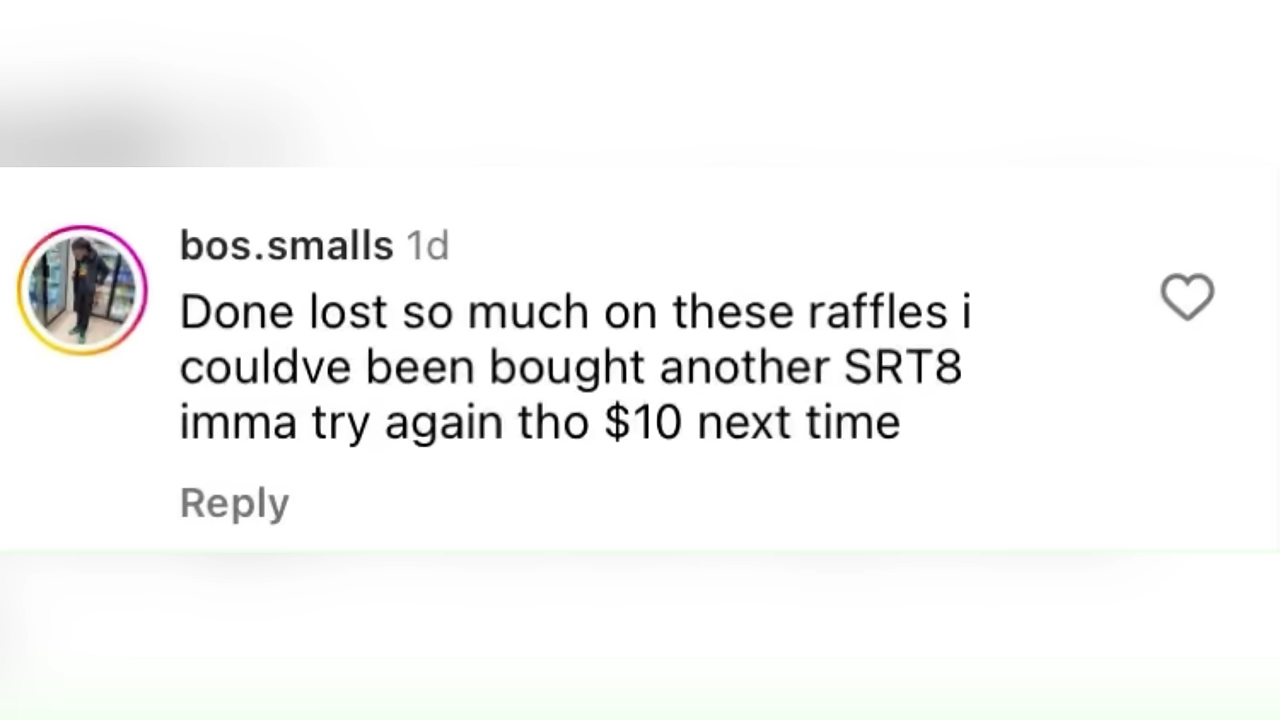 bos.smalls 1d
Done lost so much on these raffles i
couldve been bought another SRT8
imma try again tho $10 next time
Reply